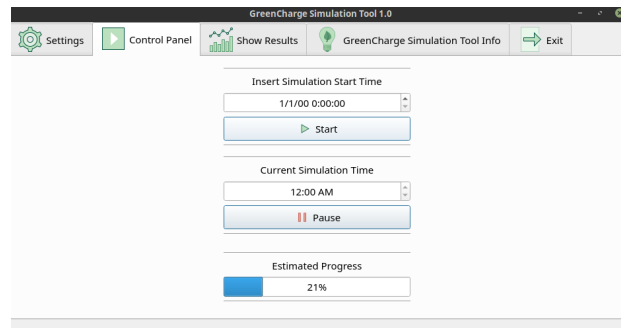 GreenCharge Simulation Tool 1.0
Settings
Control Panel
Show Results
GreenCharge Simulation Tool Info
Exit
Insert Simulation Start Time
1/1/00 0:00:00
Start
Current Simulation Time
12:00 AM
Pause
Estimated Progress
21%